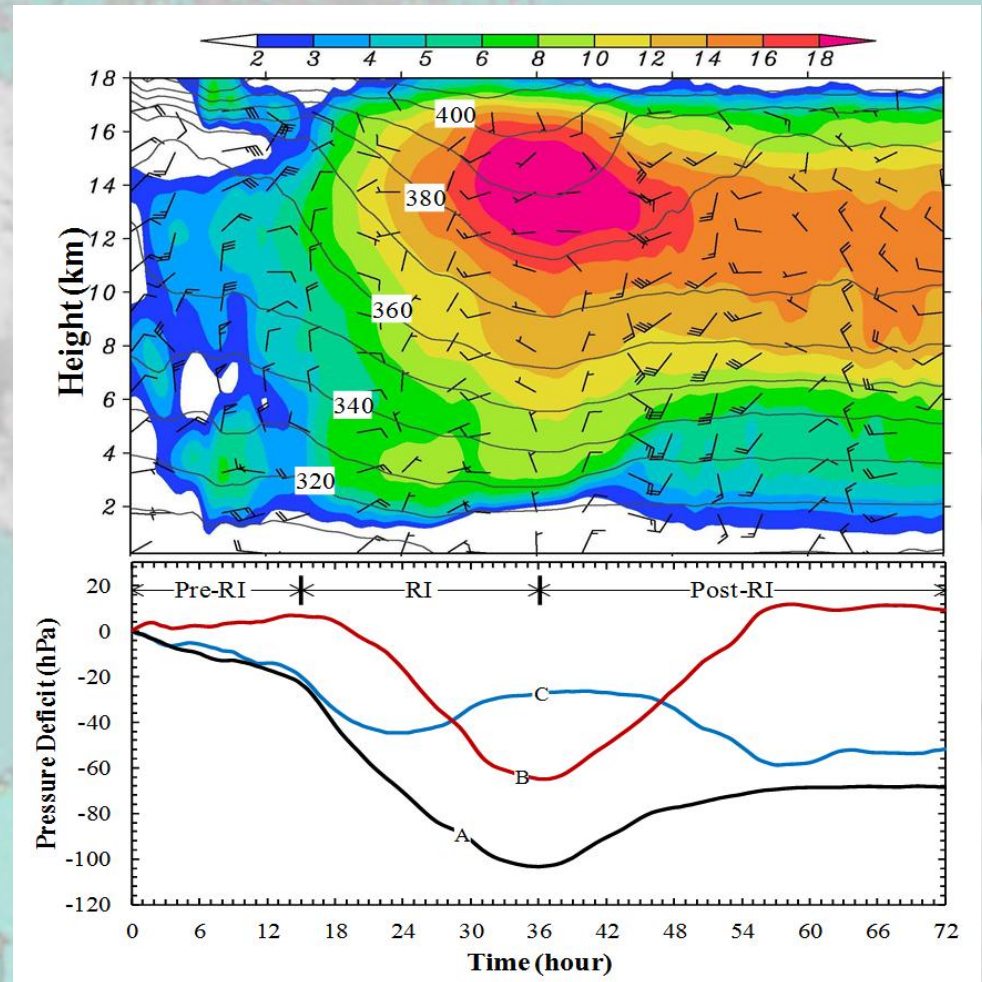 2 3 4 5 6 8 10 12 14 16 18
18
16
14
12
10
8
6
4
2
Height (km)
400
380
360
340
320
20
0
-20
-40
-60
-80
-100
-120
Pressure Deficit (hPa)
Pre-RI RI Post-RI
C
B
A
0 6 12 18 24 30 36 42 48 54 60 66 72
Time (hour)